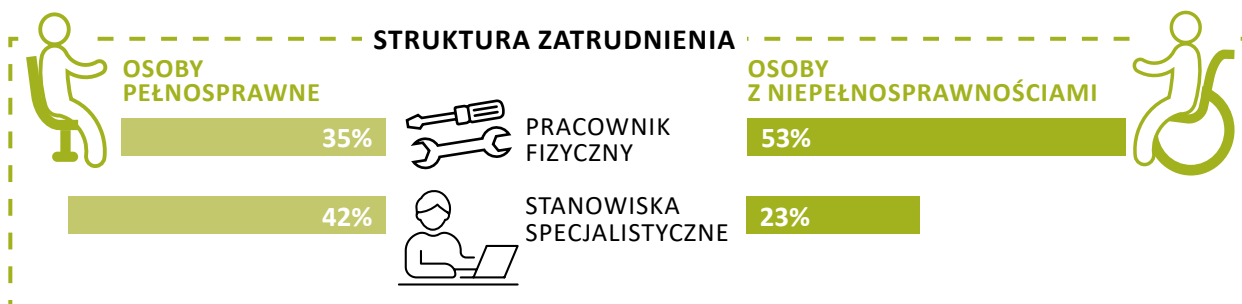 STRUKTURA ZATRUDNIENIA
OSOBY
PEŁNOSPRAWNE
OSOBY
Z NIEPEŁNOSPRAWNOŚCIAMI
35%
PRACOWNIK
FIZYCZNY
53%
42%
STANOWISKA
SPECJALISTYCZNE
23%